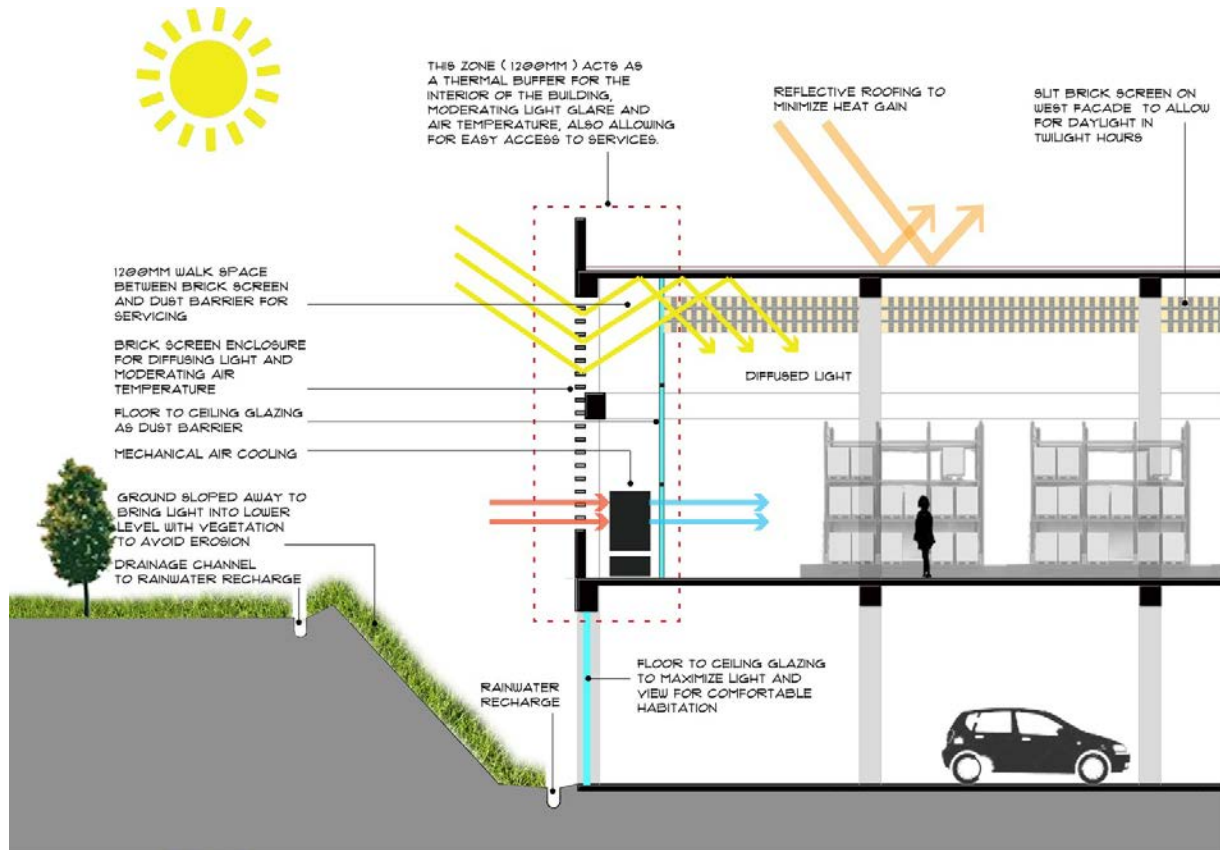 THIS ZONE ( 1200MM ) ACTS AS
A THERMAL BUFFER FOR THE
INTERIOR OF THE BUILDING,
MODERATING LIGHT GLARE AND
AIR TEMPERATURE, ALSO ALLOWING
FOR EASY ACCESS TO SERVICES.
REFLECTIVE ROOFING TO
MINIMIZE HEAT GAIN
SLIT BRICK SCREEN ON
WEST FACADE TO ALLOW
FOR DAYLIGHT IN
TWILIGHT HOURS
1200MM WALK SPACE
BETWEEN BRICK SCREEN
AND DUST BARRIER FOR
SERVICING
BRICK SCREEN ENCLOSURE
FOR DIFFUSING LIGHT AND
MODERATING AIR
TEMPERATURE
DIFFUSED LIGHT
FLOOR TO CEILING GLAZING
AS DUST BARRIER
MECHANICAL AIR COOLING
GROUND SLOPED AWAY TO
BRING LIGHT INTO LOWER
LEVEL WITH VEGETATION
TO AVOID EROSION
DRAINAGE CHANNEL
TO RAINWATER RECHARGE
RAINWATER
RECHARGE
FLOOR TO CEILING GLAZING
TO MAXIMIZE LIGHT AND
VIEW FOR COMFORTABLE
HABITATION